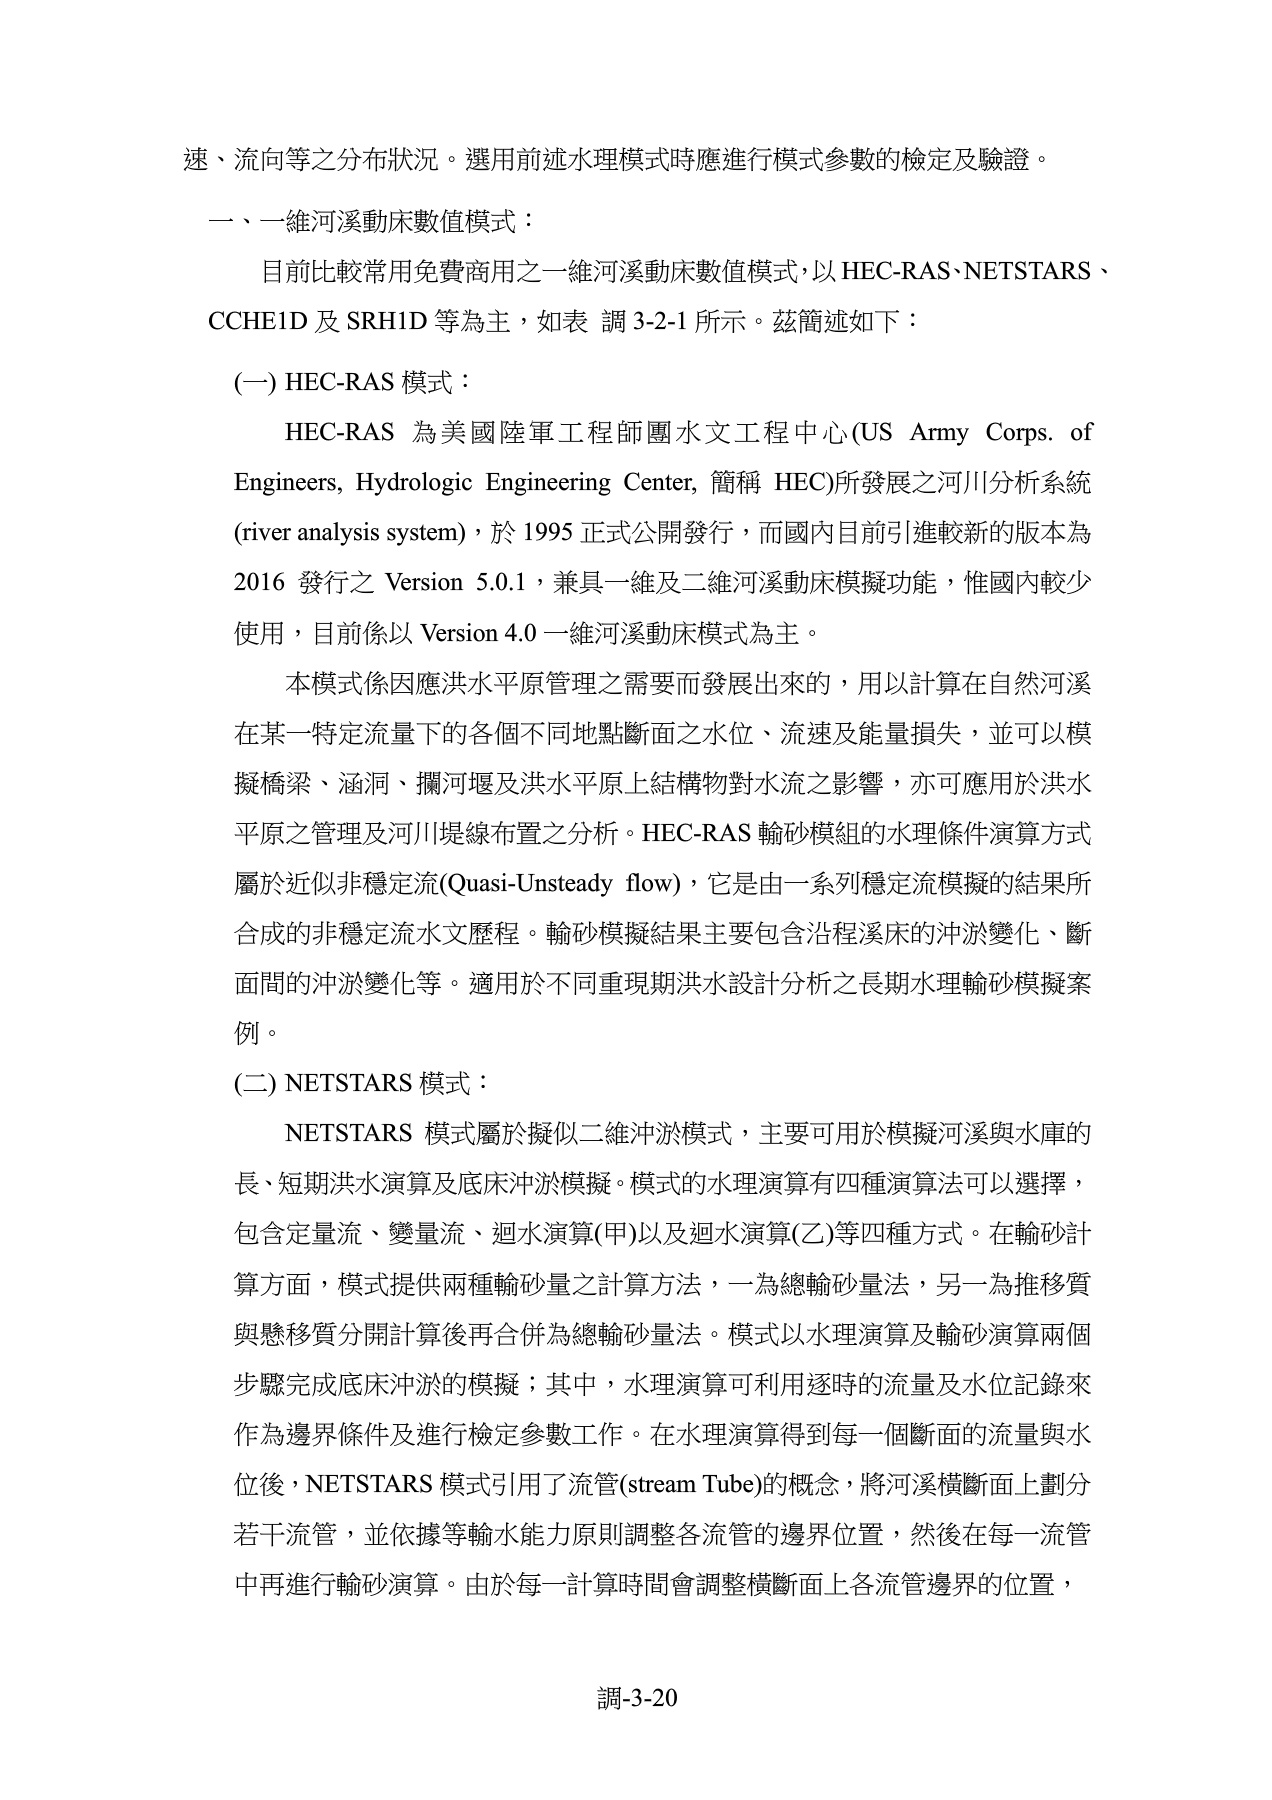 速、流向等之分布狀況。選用前述水理模式時應進行模式參數的檢定及驗證。
一、一維河溪動床數值模式：
目前比較常用免費商用之一維河溪動床數值模式，以 HEC-RAS、NETSTARS、
CCHE1D 及 SRH1D 等為主，如表 調 3-2-1 所示。茲簡述如下：
(一) HEC-RAS 模式：
HEC-RAS 為美國陸軍工程師團水文工程中心(US Army Corps. of
Engineers, Hydrologic Engineering Center, 簡稱 HEC)所發展之河川分析系統
(river analysis system)，於 1995 正式公開發行，而國內目前引進較新的版本為
2016 發行之 Version 5.0.1，兼具一維及二維河溪動床模擬功能，惟國內較少
使用，目前係以 Version 4.0 一維河溪動床模式為主。
本模式係因應洪水平原管理之需要而發展出來的，用以計算在自然河溪
在某一特定流量下的各個不同地點斷面之水位、流速及能量損失，並可以模
擬橋梁、涵洞、攔河堰及洪水平原上結構物對水流之影響，亦可應用於洪水
平原之管理及河川堤線布置之分析。HEC-RAS 輸砂模組的水理條件演算方式
屬於近似非穩定流(Quasi-Unsteady flow)，它是由一系列穩定流模擬的結果所
合成的非穩定流水文歷程。輸砂模擬結果主要包含沿程溪床的沖淤變化、斷
面間的沖淤變化等。適用於不同重現期洪水設計分析之長期水理輸砂模擬案
例。
(二) NETSTARS 模式：
NETSTARS 模式屬於擬似二維沖淤模式，主要可用於模擬河溪與水庫的
長、短期洪水演算及底床沖淤模擬。模式的水理演算有四種演算法可以選擇，
包含定量流、變量流、迴水演算(甲)以及迴水演算(乙)等四種方式。在輸砂計
算方面，模式提供兩種輸砂量之計算方法，一為總輸砂量法，另一為推移質
與懸移質分開計算後再合併為總輸砂量法。模式以水理演算及輸砂演算兩個
步驟完成底床沖淤的模擬；其中，水理演算可利用逐時的流量及水位記錄來
作為邊界條件及進行檢定參數工作。在水理演算得到每一個斷面的流量與水
位後，NETSTARS 模式引用了流管(stream Tube)的概念，將河溪橫斷面上劃分
若干流管，並依據等輸水能力原則調整各流管的邊界位置，然後在每一流管
中再進行輸砂演算。由於每一計算時間會調整橫斷面上各流管邊界的位置，
調-3-20